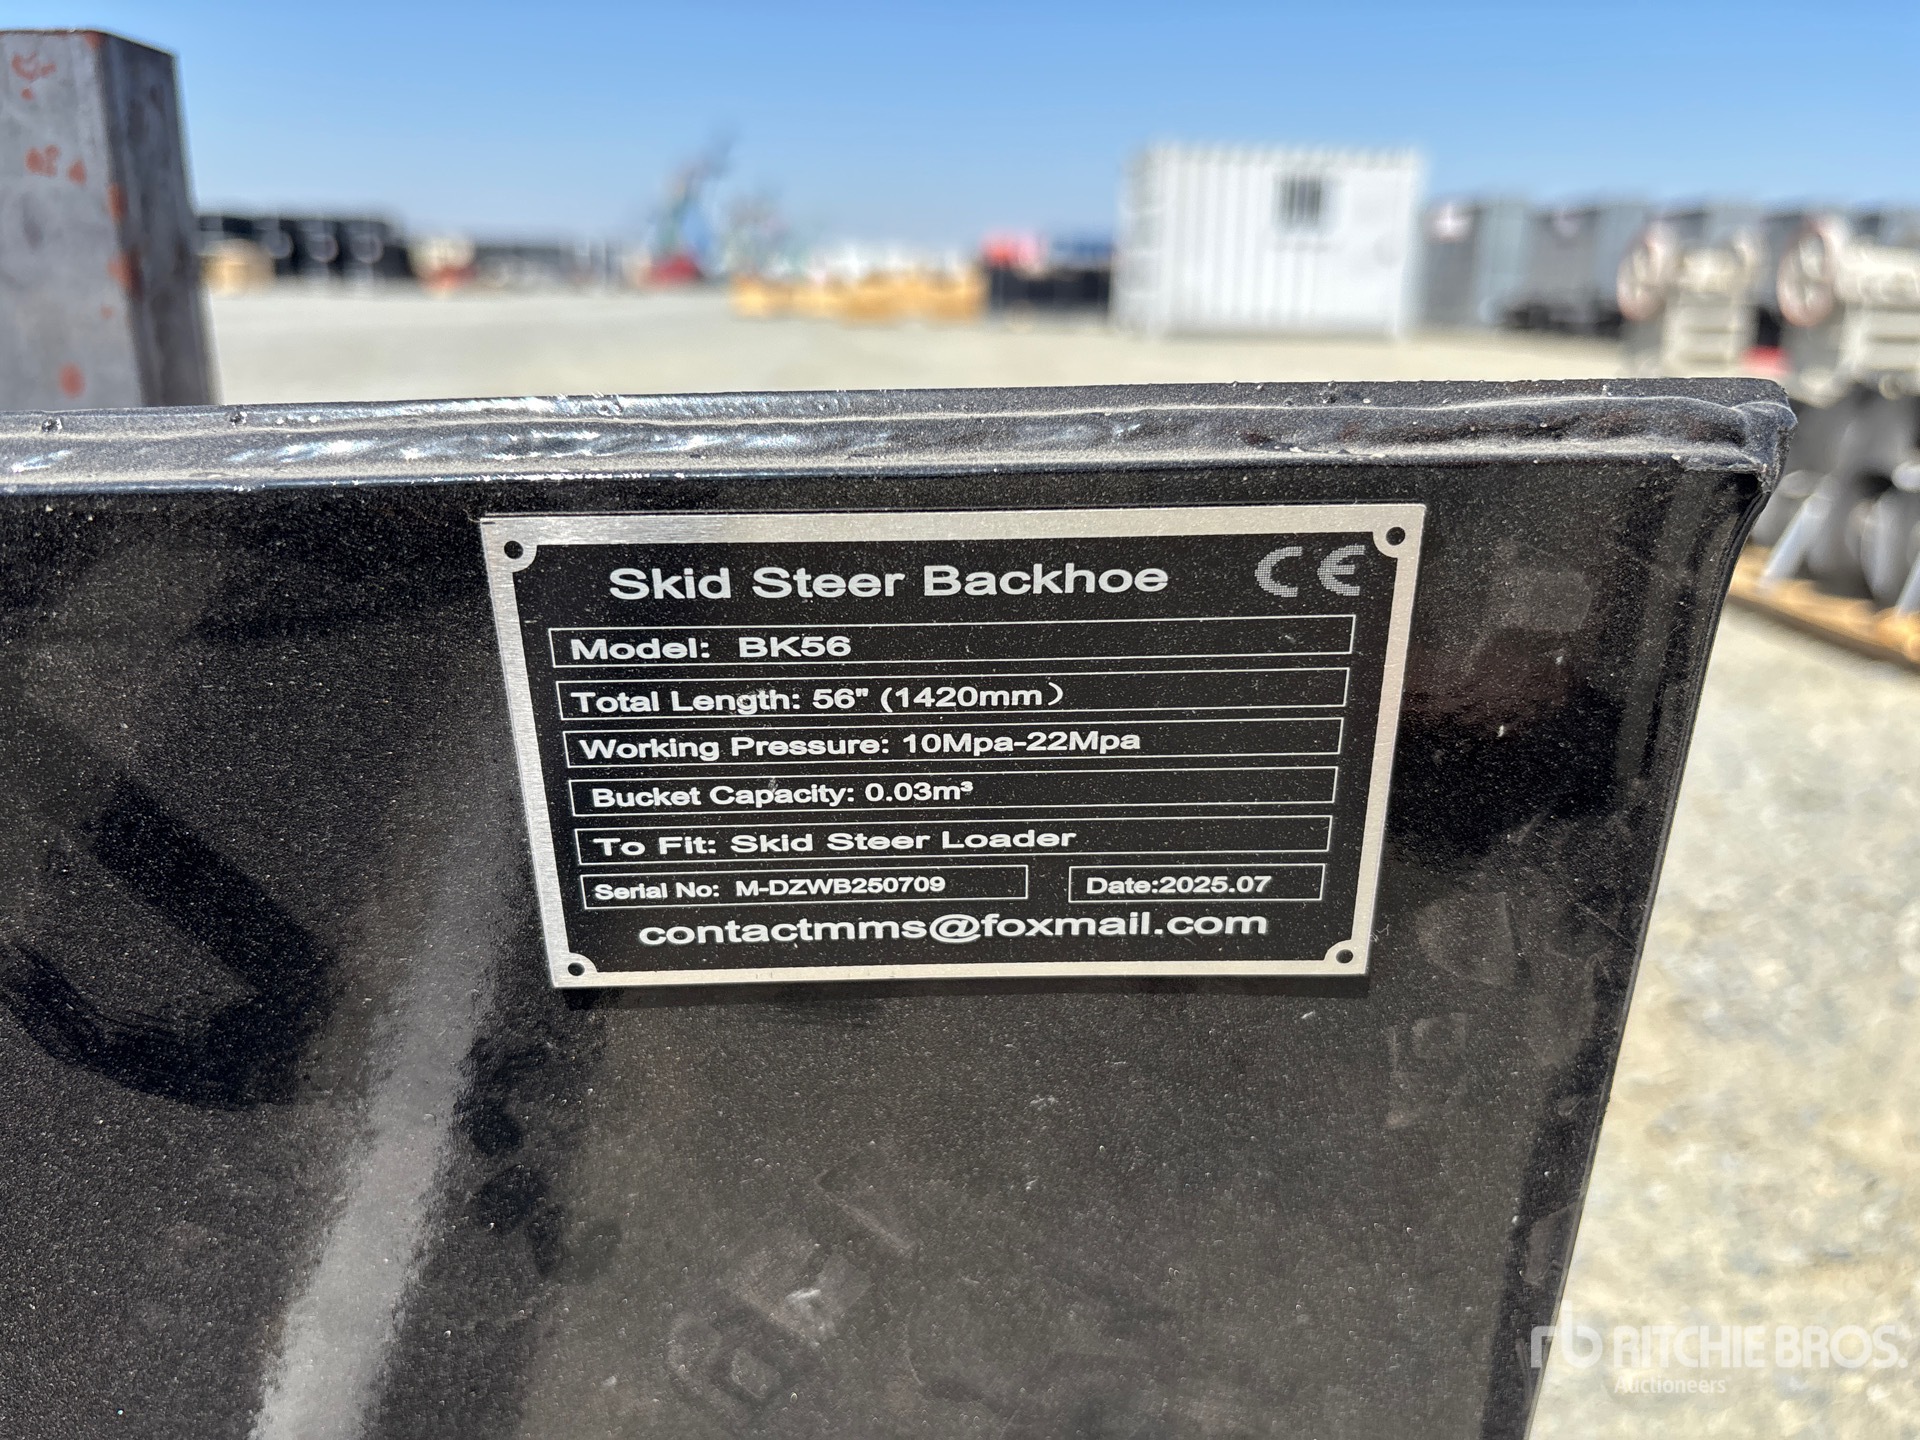 Skid Steer Backhoe CE
Model: BK56
Total Length: 56" (1420mm）
Working Pressure: 10Mpa-22Mpa
Bucket Capacity: 0.03m³
To Fit: Skid Steer Loader
Serial No: M-DZWB250709 Date:2025.07
contactmms@foxmail.com
rb RITCHIE BROS.
Auctioneers